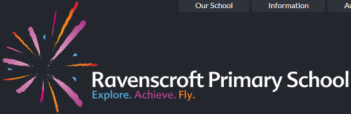 Our School Information
Ravenscroft Primary School
Explore. Achieve. Fly.